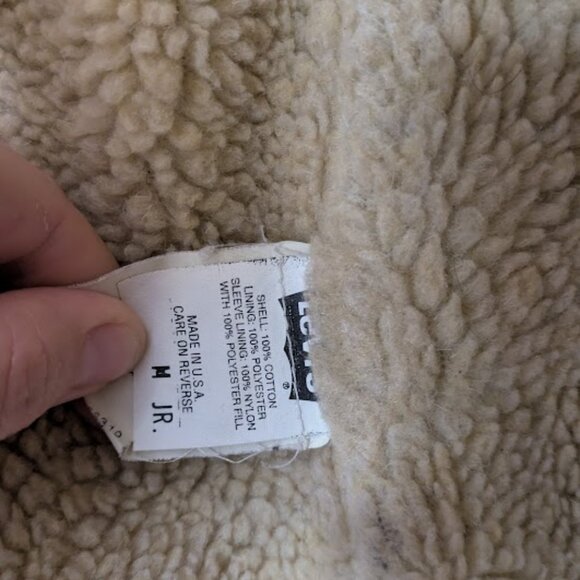 LEVI'S
®
SHELL: 100% COTTON
LINING: 100% POLYESTER
SLEEVE LINING: 100% NYLON
WITH 100% POLYESTER FILL
MADE IN U.S.A.
CARE ON REVERSE
M JR.